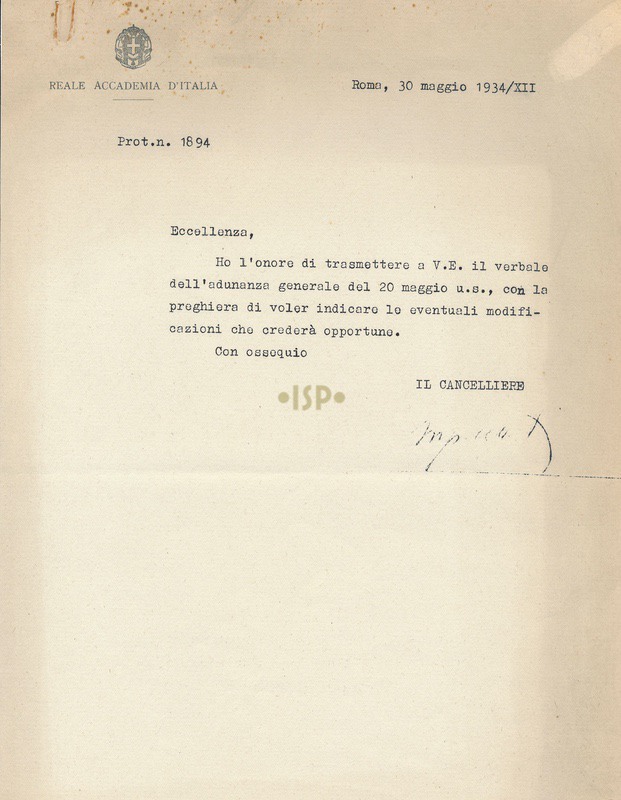 REALE ACCADEMIA D'ITALIA
Roma, 30 maggio 1934/XII
Prot.n. 1894
Eccellenza,
Ho l'onore di trasmettere a V.E. il verbale
dell'adunanza generale del 20 maggio u.s., con la
preghiera di voler indicare le eventuali modifi-
cazioni che crederà opportune.
Con ossequio
•ISP•
IL CANCELLIERE